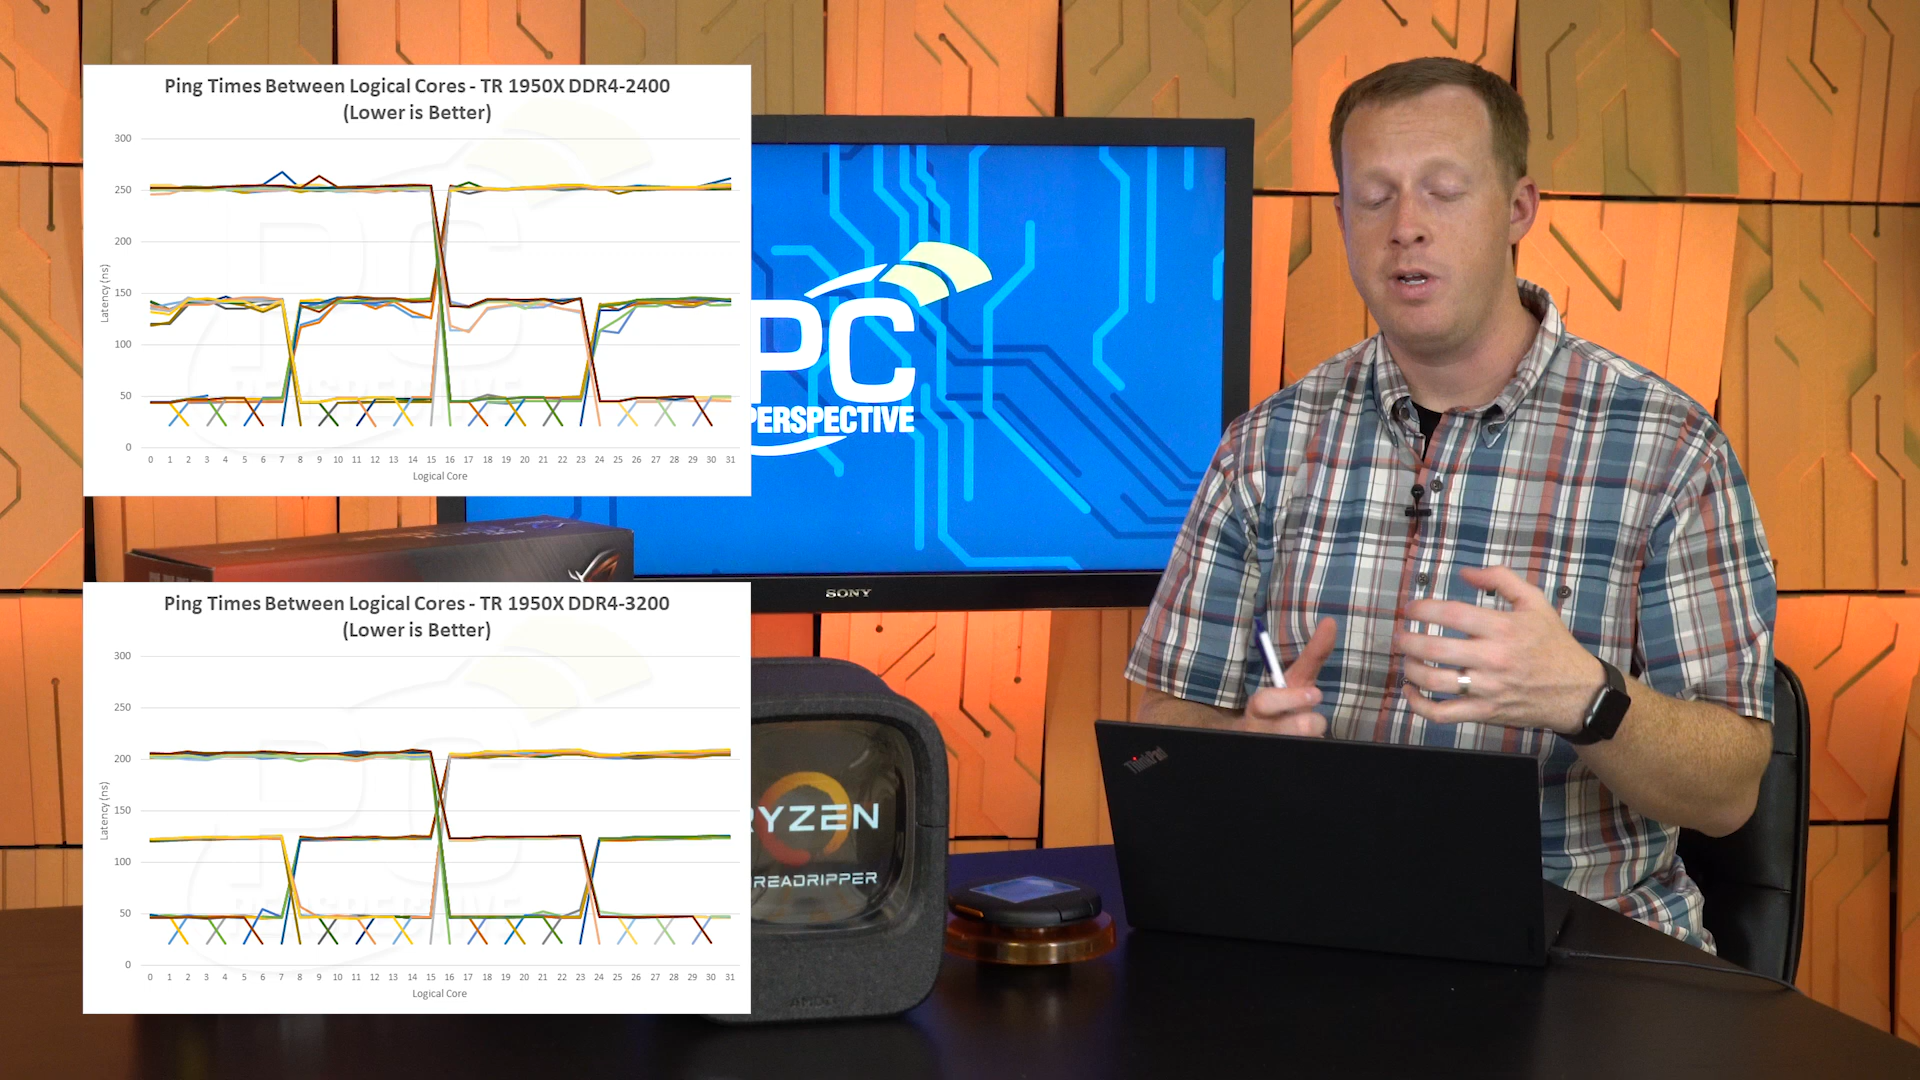 Ping Times Between Logical Cores - TR 1950X DDR4-2400
(Lower is Better)
300
250
200
150
100
50
0
Latency (ns)
0 1 2 3 4 5 6 7 8 9 10 11 12 13 14 15 16 17 18 19 20 21 22 23 24 25 26 27 28 29 30 31
Logical Core
PC
PERSPECTIVE
SONY
Ping Times Between Logical Cores - TR 1950X DDR4-3200
(Lower is Better)
300
250
200
150
100
50
0
Latency (ns)
0 1 2 3 4 5 6 7 8 9 10 11 12 13 14 15 16 17 18 19 20 21 22 23 24 25 26 27 28 29 30 31
Logical Core
RYZEN
READRIPPER
AMD
ThinkPad